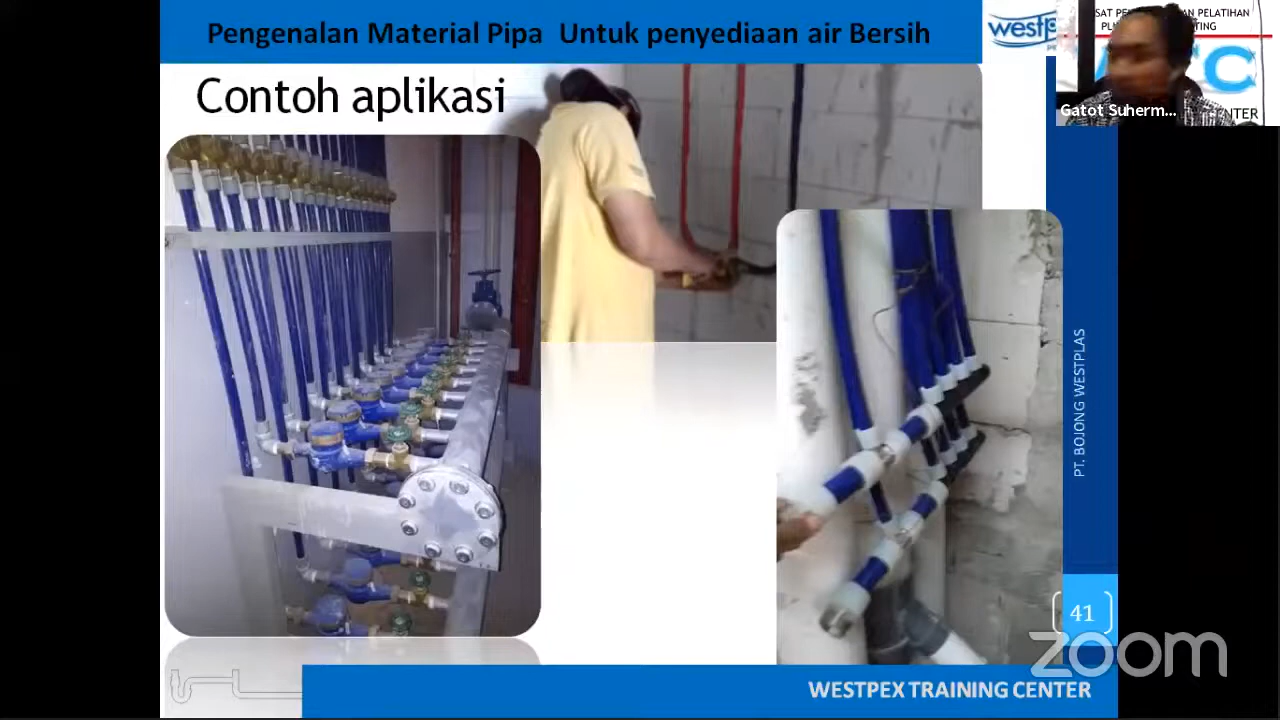 Pengenalan Material Pipa Untuk penyediaan air Bersih
Contoh aplikasi
Gatot Suherm...
PT. BOJONG WESTPLAS
41
zoom
WESTPEX TRAINING CENTER